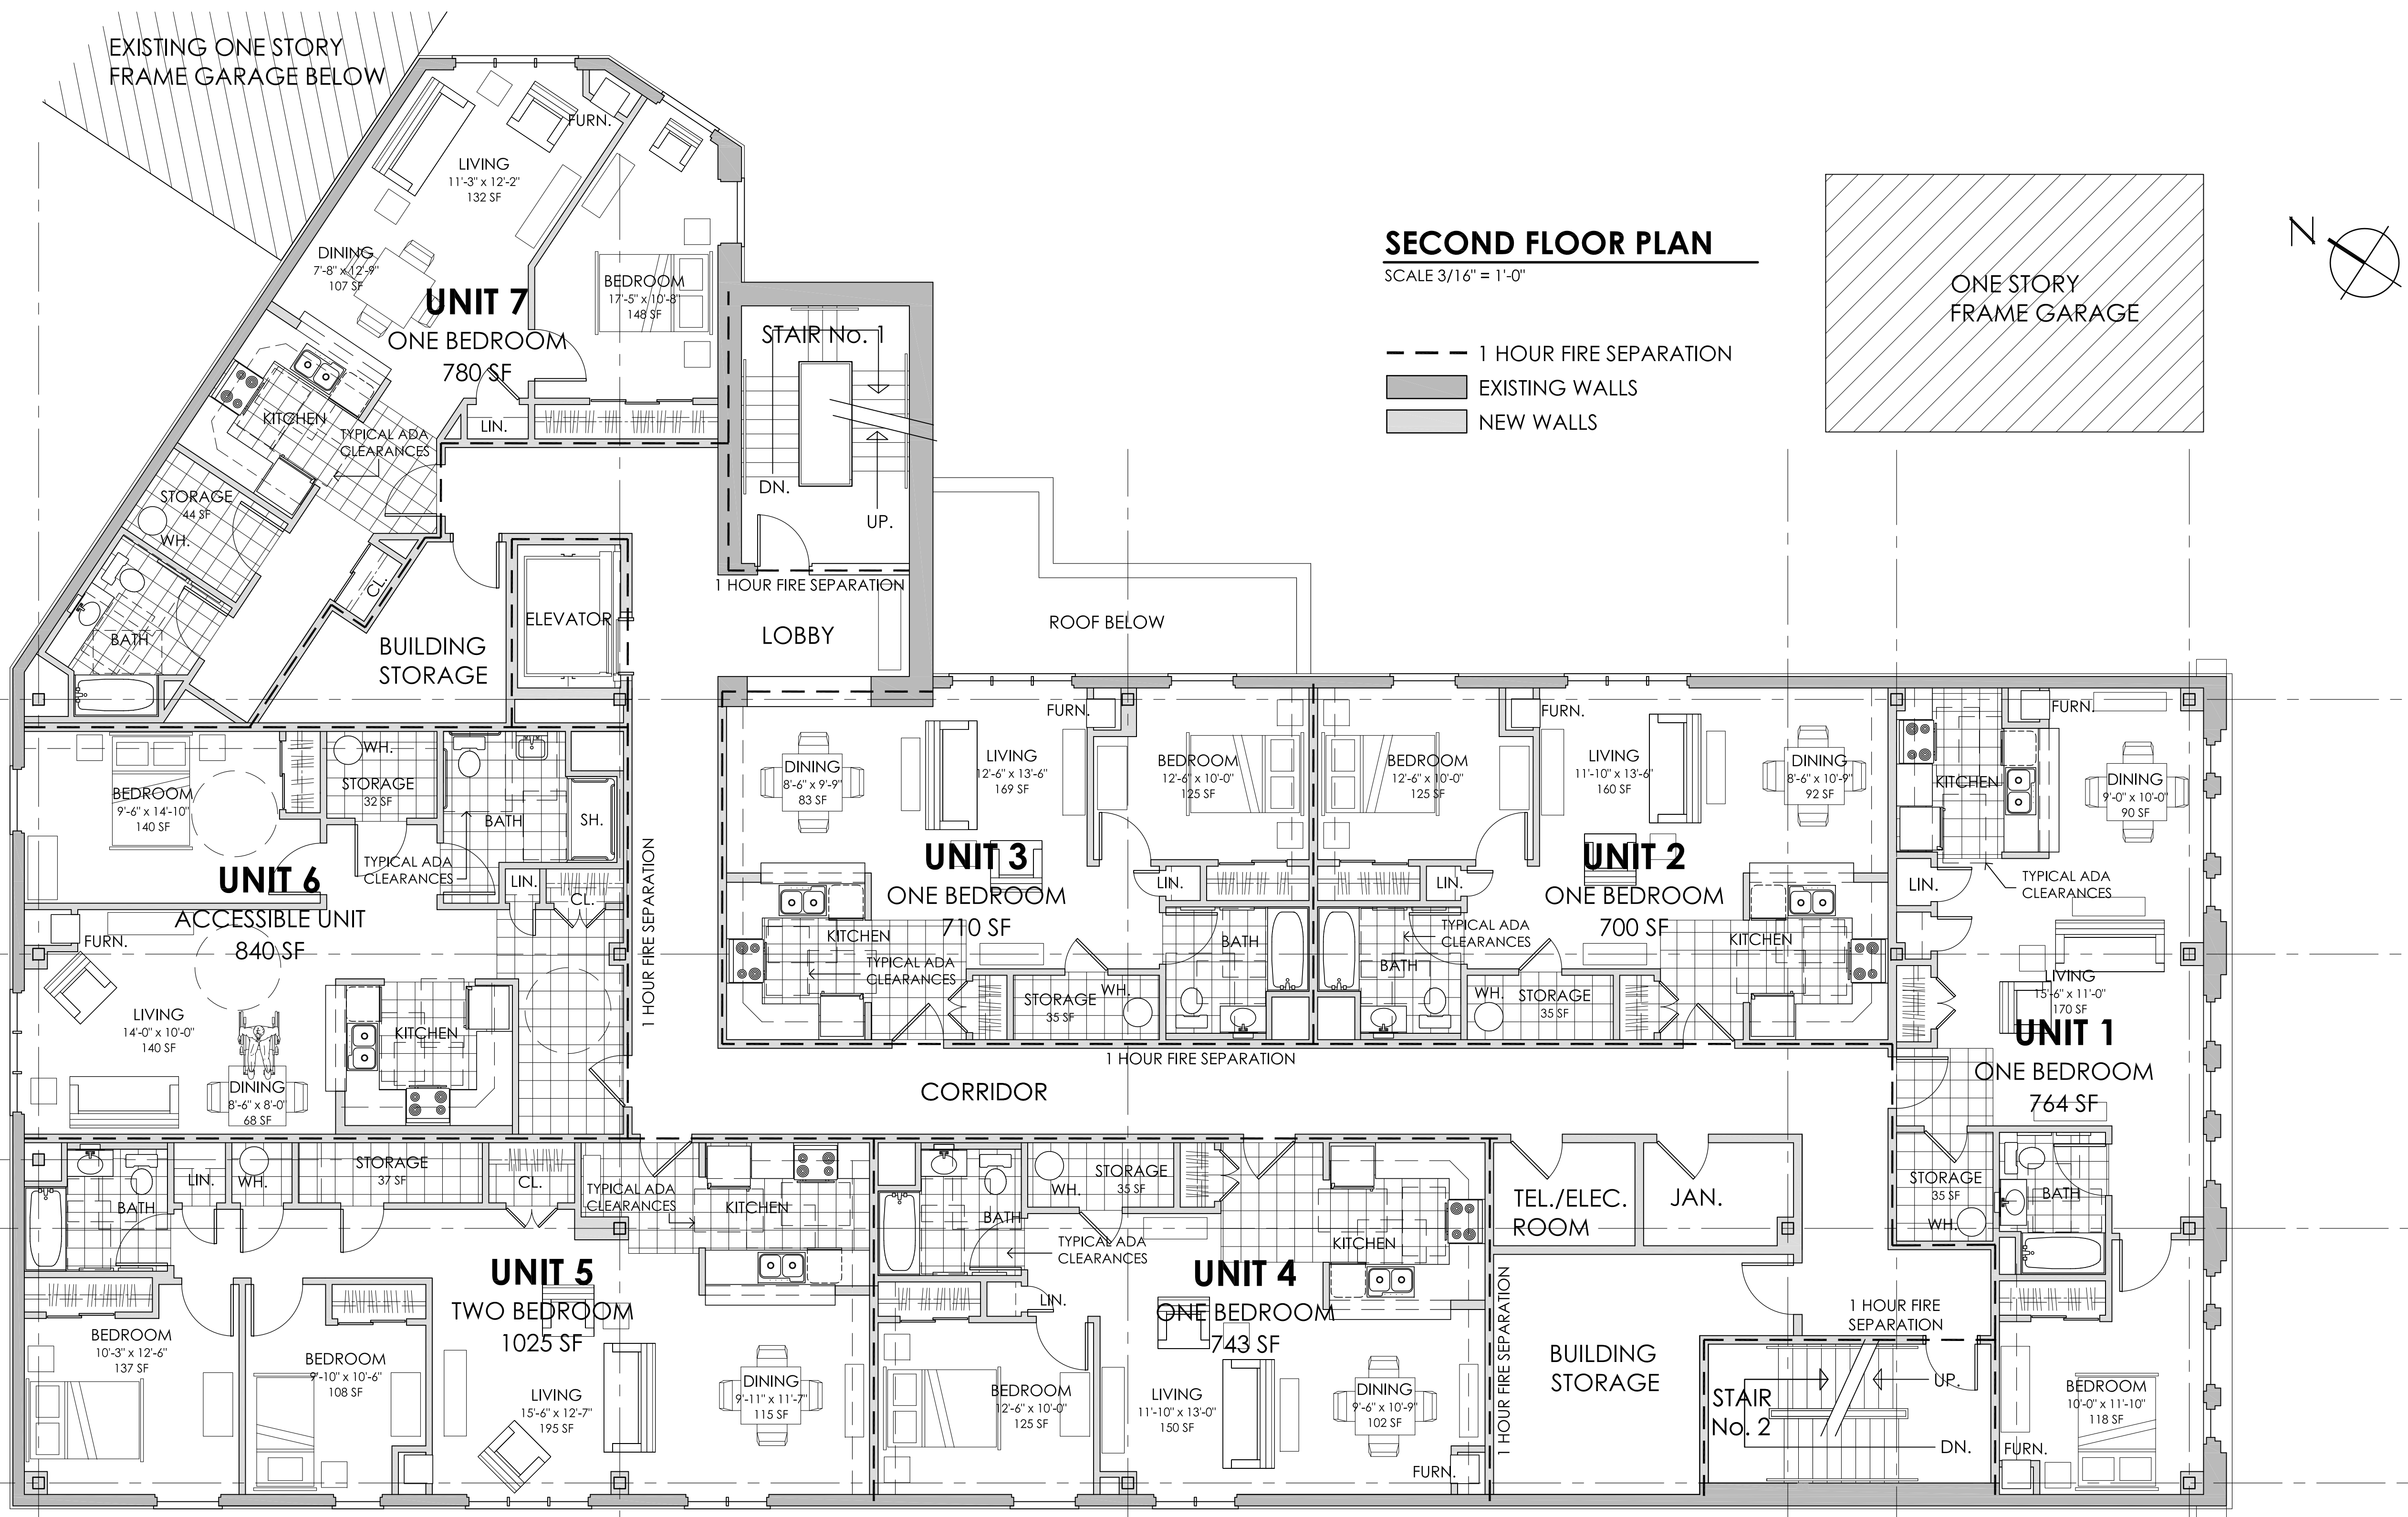 EXISTING ONE STORY
FRAME GARAGE BELOW
FURN.
LIVING
11'-3" x 12'-2"
132 SF
DINING
7'-8" x 12'-9"
107 SF
UNIT 7
ONE BEDROOM
780 SF
BEDROOM
17'-5" x 10'-8"
148 SF
KITCHEN
TYPICAL ADA
CLEARANCES
LIN.
STORAGE
44 SF
WH.
CL.
BATH
STAIR No. 1
DN.
UP.
1 HOUR FIRE SEPARATION
ELEVATOR
LOBBY
BUILDING
STORAGE
ROOF BELOW
SECOND FLOOR PLAN
SCALE 3/16" = 1'-0"
1 HOUR FIRE SEPARATION
EXISTING WALLS
NEW WALLS
ONE STORY
FRAME GARAGE
N
BEDROOM
9'-6" x 14'-10"
140 SF
WH.
STORAGE
32 SF
BATH
SH.
TYPICAL ADA
CLEARANCES
LIN.
CL.
UNIT 6
ACCESSIBLE UNIT
840 SF
FURN.
LIVING
14'-0" x 10'-0"
140 SF
KITCHEN
DINING
8'-6" x 8'-0"
68 SF
1 HOUR FIRE SEPARATION
FURN.
DINING
8'-6" x 9'-9"
83 SF
LIVING
12'-6" x 13'-6"
169 SF
BEDROOM
12'-6" x 10'-0"
125 SF
UNIT 3
ONE BEDROOM
710 SF
LIN.
KITCHEN
TYPICAL ADA
CLEARANCES
BATH
WH.
STORAGE
35 SF
FURN.
BEDROOM
12'-6" x 10'-0"
125 SF
LIVING
11'-10" x 13'-6"
160 SF
DINING
8'-6" x 10'-9"
92 SF
UNIT 2
ONE BEDROOM
700 SF
LIN.
TYPICAL ADA
CLEARANCES
KITCHEN
BATH
WH.
STORAGE
35 SF
1 HOUR FIRE SEPARATION
CORRIDOR
FURN.
KITCHEN
DINING
9'-0" x 10'-0"
90 SF
TYPICAL ADA
CLEARANCES
LIN.
LIVING
15'-6" x 11'-0"
170 SF
UNIT 1
ONE BEDROOM
764 SF
STORAGE
35 SF
WH.
BATH
BEDROOM
10'-0" x 11'-10"
118 SF
FURN.
BATH
LIN.
WH.
STORAGE
37 SF
CL.
TYPICAL ADA
CLEARANCES
KITCHEN
UNIT 5
TWO BEDROOM
1025 SF
BEDROOM
10'-3" x 12'-6"
137 SF
BEDROOM
9'-10" x 10'-6"
108 SF
LIVING
15'-6" x 12'-7"
195 SF
DINING
9'-11" x 11'-7"
115 SF
WH.
STORAGE
35 SF
BATH
TYPICAL ADA
CLEARANCES
KITCHEN
UNIT 4
ONE BEDROOM
743 SF
LIN.
BEDROOM
12'-6" x 10'-0"
125 SF
LIVING
11'-10" x 13'-0"
150 SF
DINING
9'-6" x 10'-9"
102 SF
FURN.
1 HOUR FIRE SEPARATION
TEL./ELEC.
ROOM
JAN.
BUILDING
STORAGE
1 HOUR FIRE
SEPARATION
STAIR
No. 2
UP.
DN.